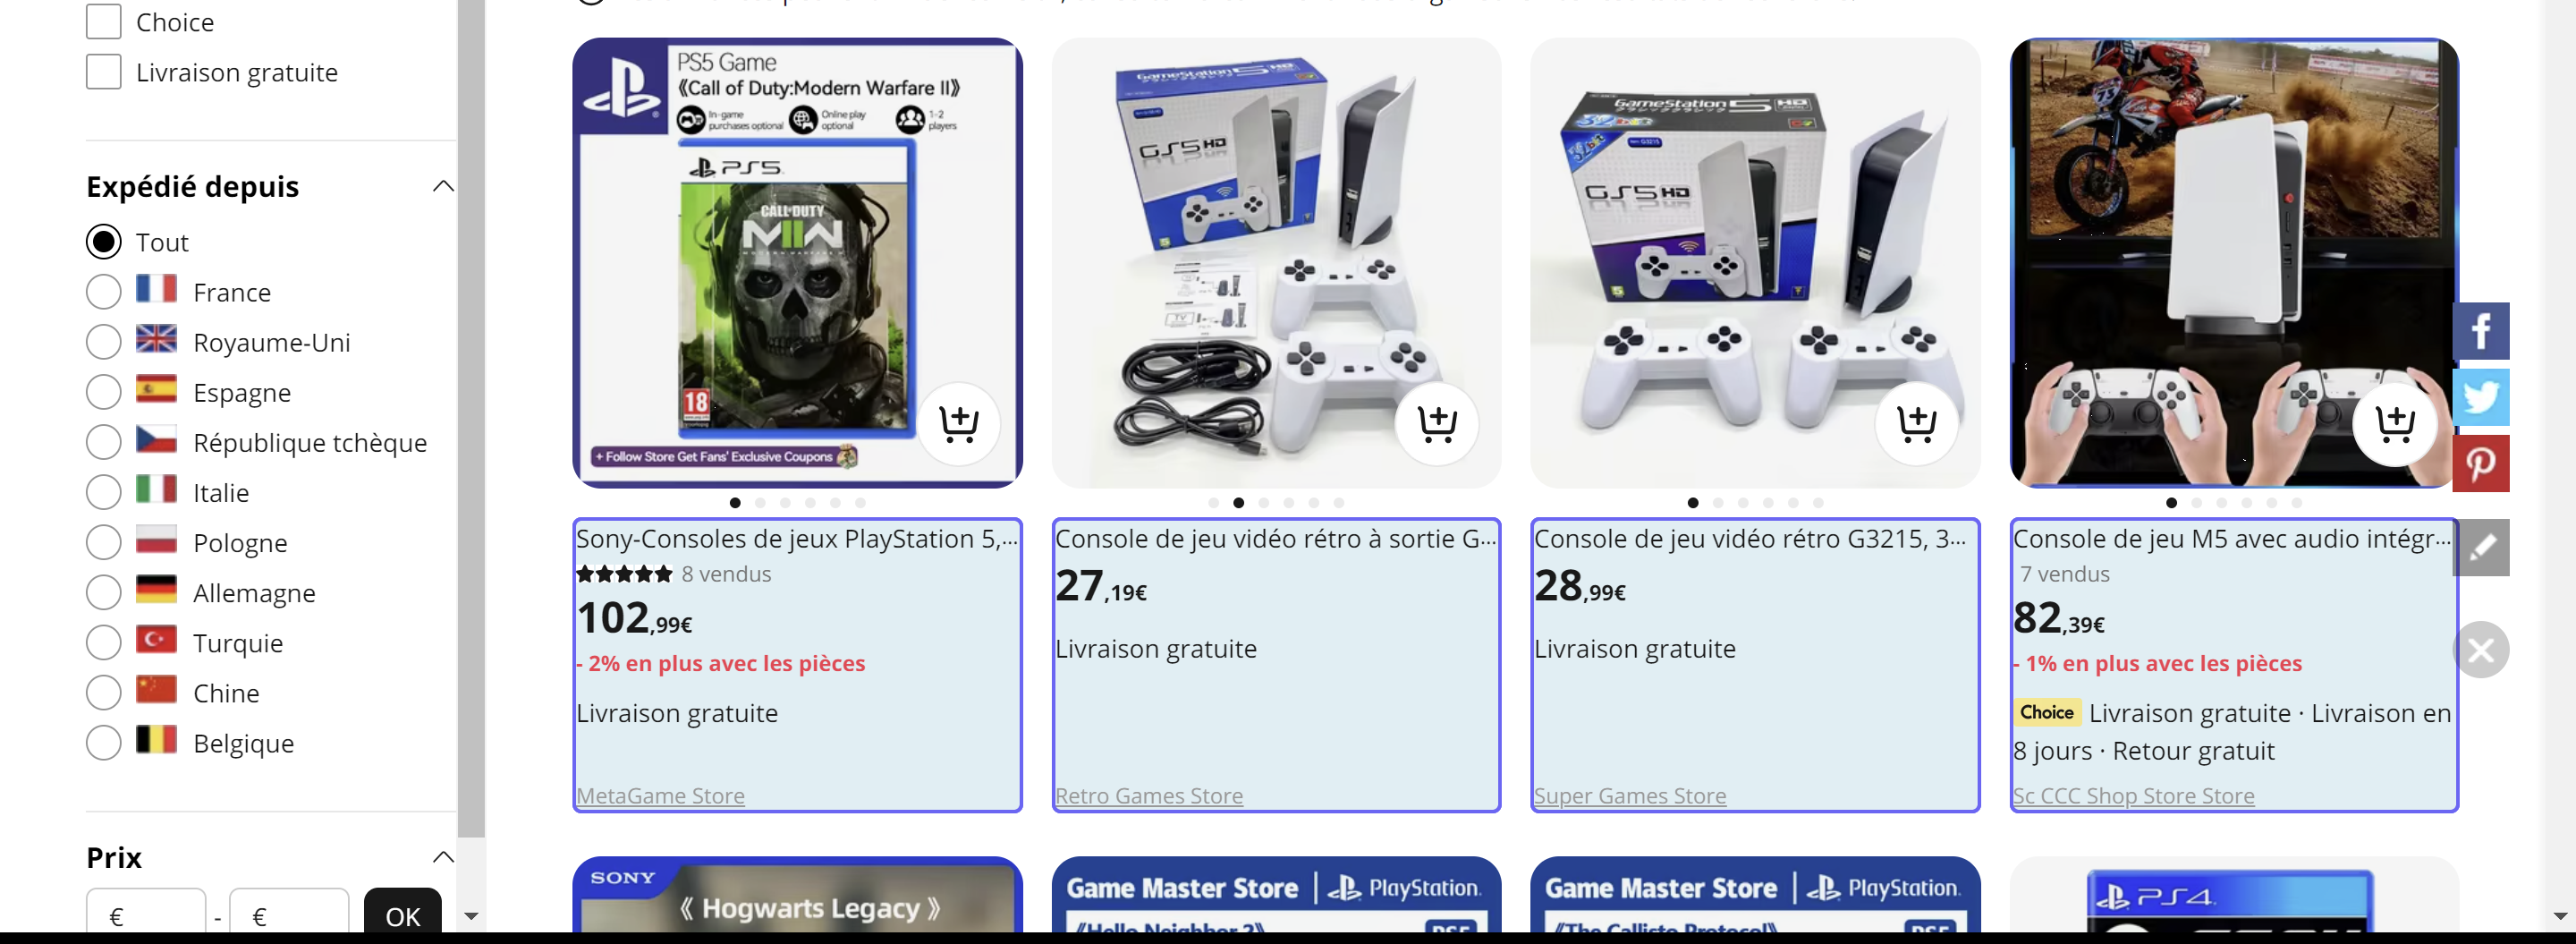 Choice
Livraison gratuite
Expédié depuis
Tout
France
Royaume-Uni
Espagne
République tchèque
Italie
Pologne
Allemagne
Turquie
Chine
Belgique
Prix
€ - € OK
PS5 Game
《Call of Duty:Modern Warfare II》
In-game purchases optional
Online play optional
1-2 players
PS5
CALL OF DUTY
MWII
MODERN WARFARE II
18
+ Follow Store Get Fans' Exclusive Coupons
Sony-Consoles de jeux PlayStation 5,...
8 vendus
102,99€
- 2% en plus avec les pièces
Livraison gratuite
MetaGame Store
GameStation 5 HD
GS5 HD
TV
Console de jeu vidéo rétro à sortie G...
27,19€
Livraison gratuite
Retro Games Store
GameStation 5 HD
32bit
GS5 HD
Console de jeu vidéo rétro G3215, 3...
28,99€
Livraison gratuite
Super Games Store
Console de jeu M5 avec audio intégr...
7 vendus
82,39€
- 1% en plus avec les pièces
Choice Livraison gratuite · Livraison en
8 jours · Retour gratuit
Sc CCC Shop Store Store
SONY
《 Hogwarts Legacy 》
Game Master Store | PlayStation.
《Hello Neighbor 2》 PS5
Game Master Store | PlayStation.
《The Callisto Protocol》 PS5
PS4